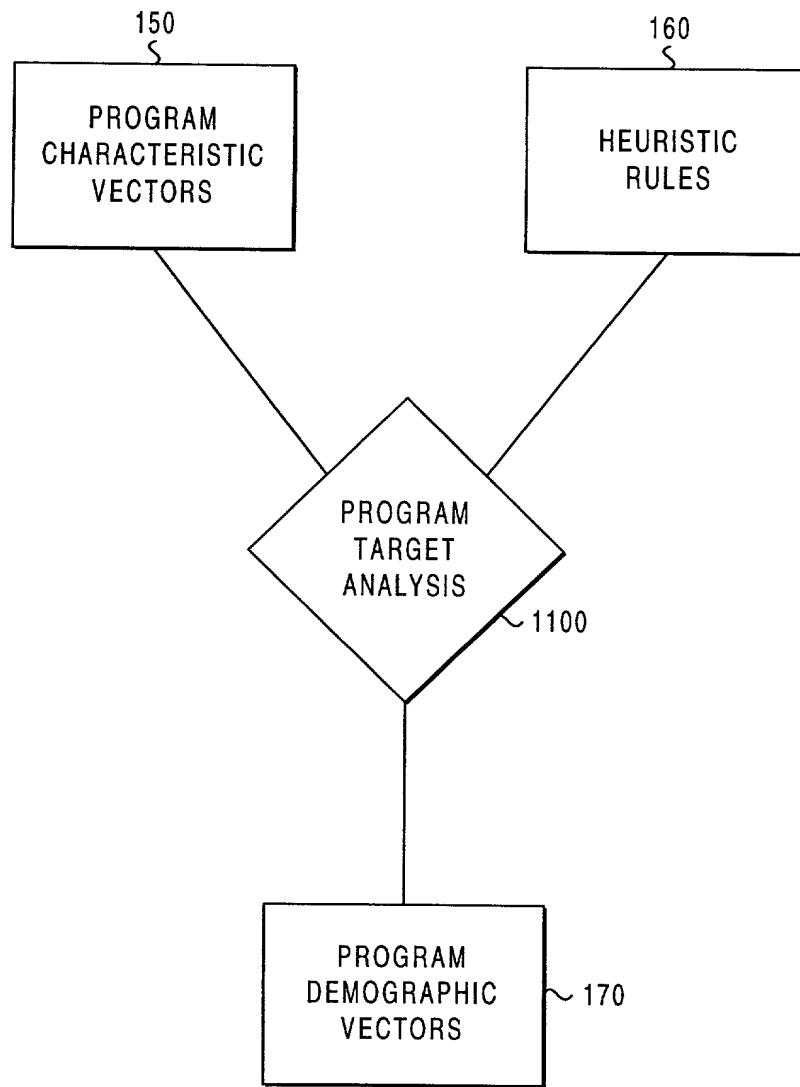 150
PROGRAM
CHARACTERISTIC
VECTORS
160
HEURISTIC
RULES
PROGRAM
TARGET
ANALYSIS
1100
PROGRAM
DEMOGRAPHIC
VECTORS
170